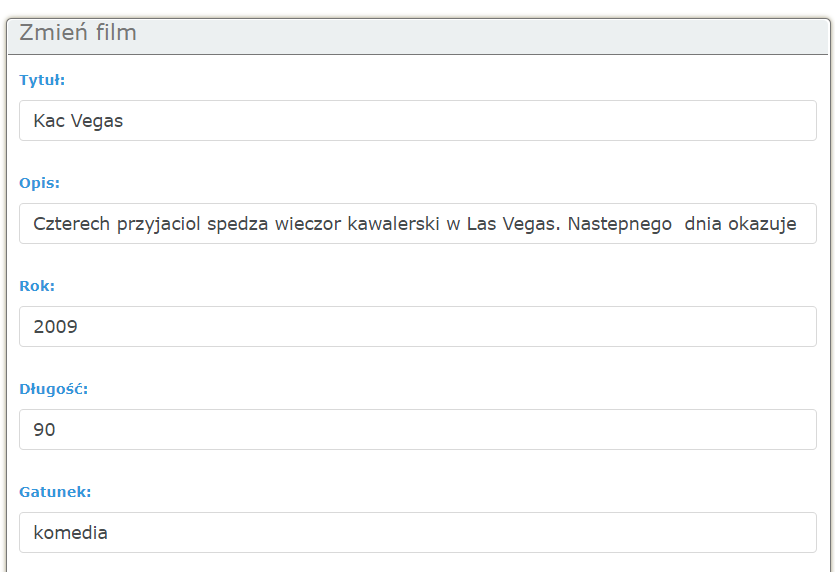 Zmień film
Tytuł:
Kac Vegas
Opis:
Czterech przyjaciol spedza wieczor kawalerski w Las Vegas. Nastepnego  dnia okazuje
Rok:
2009
Długość:
90
Gatunek:
komedia